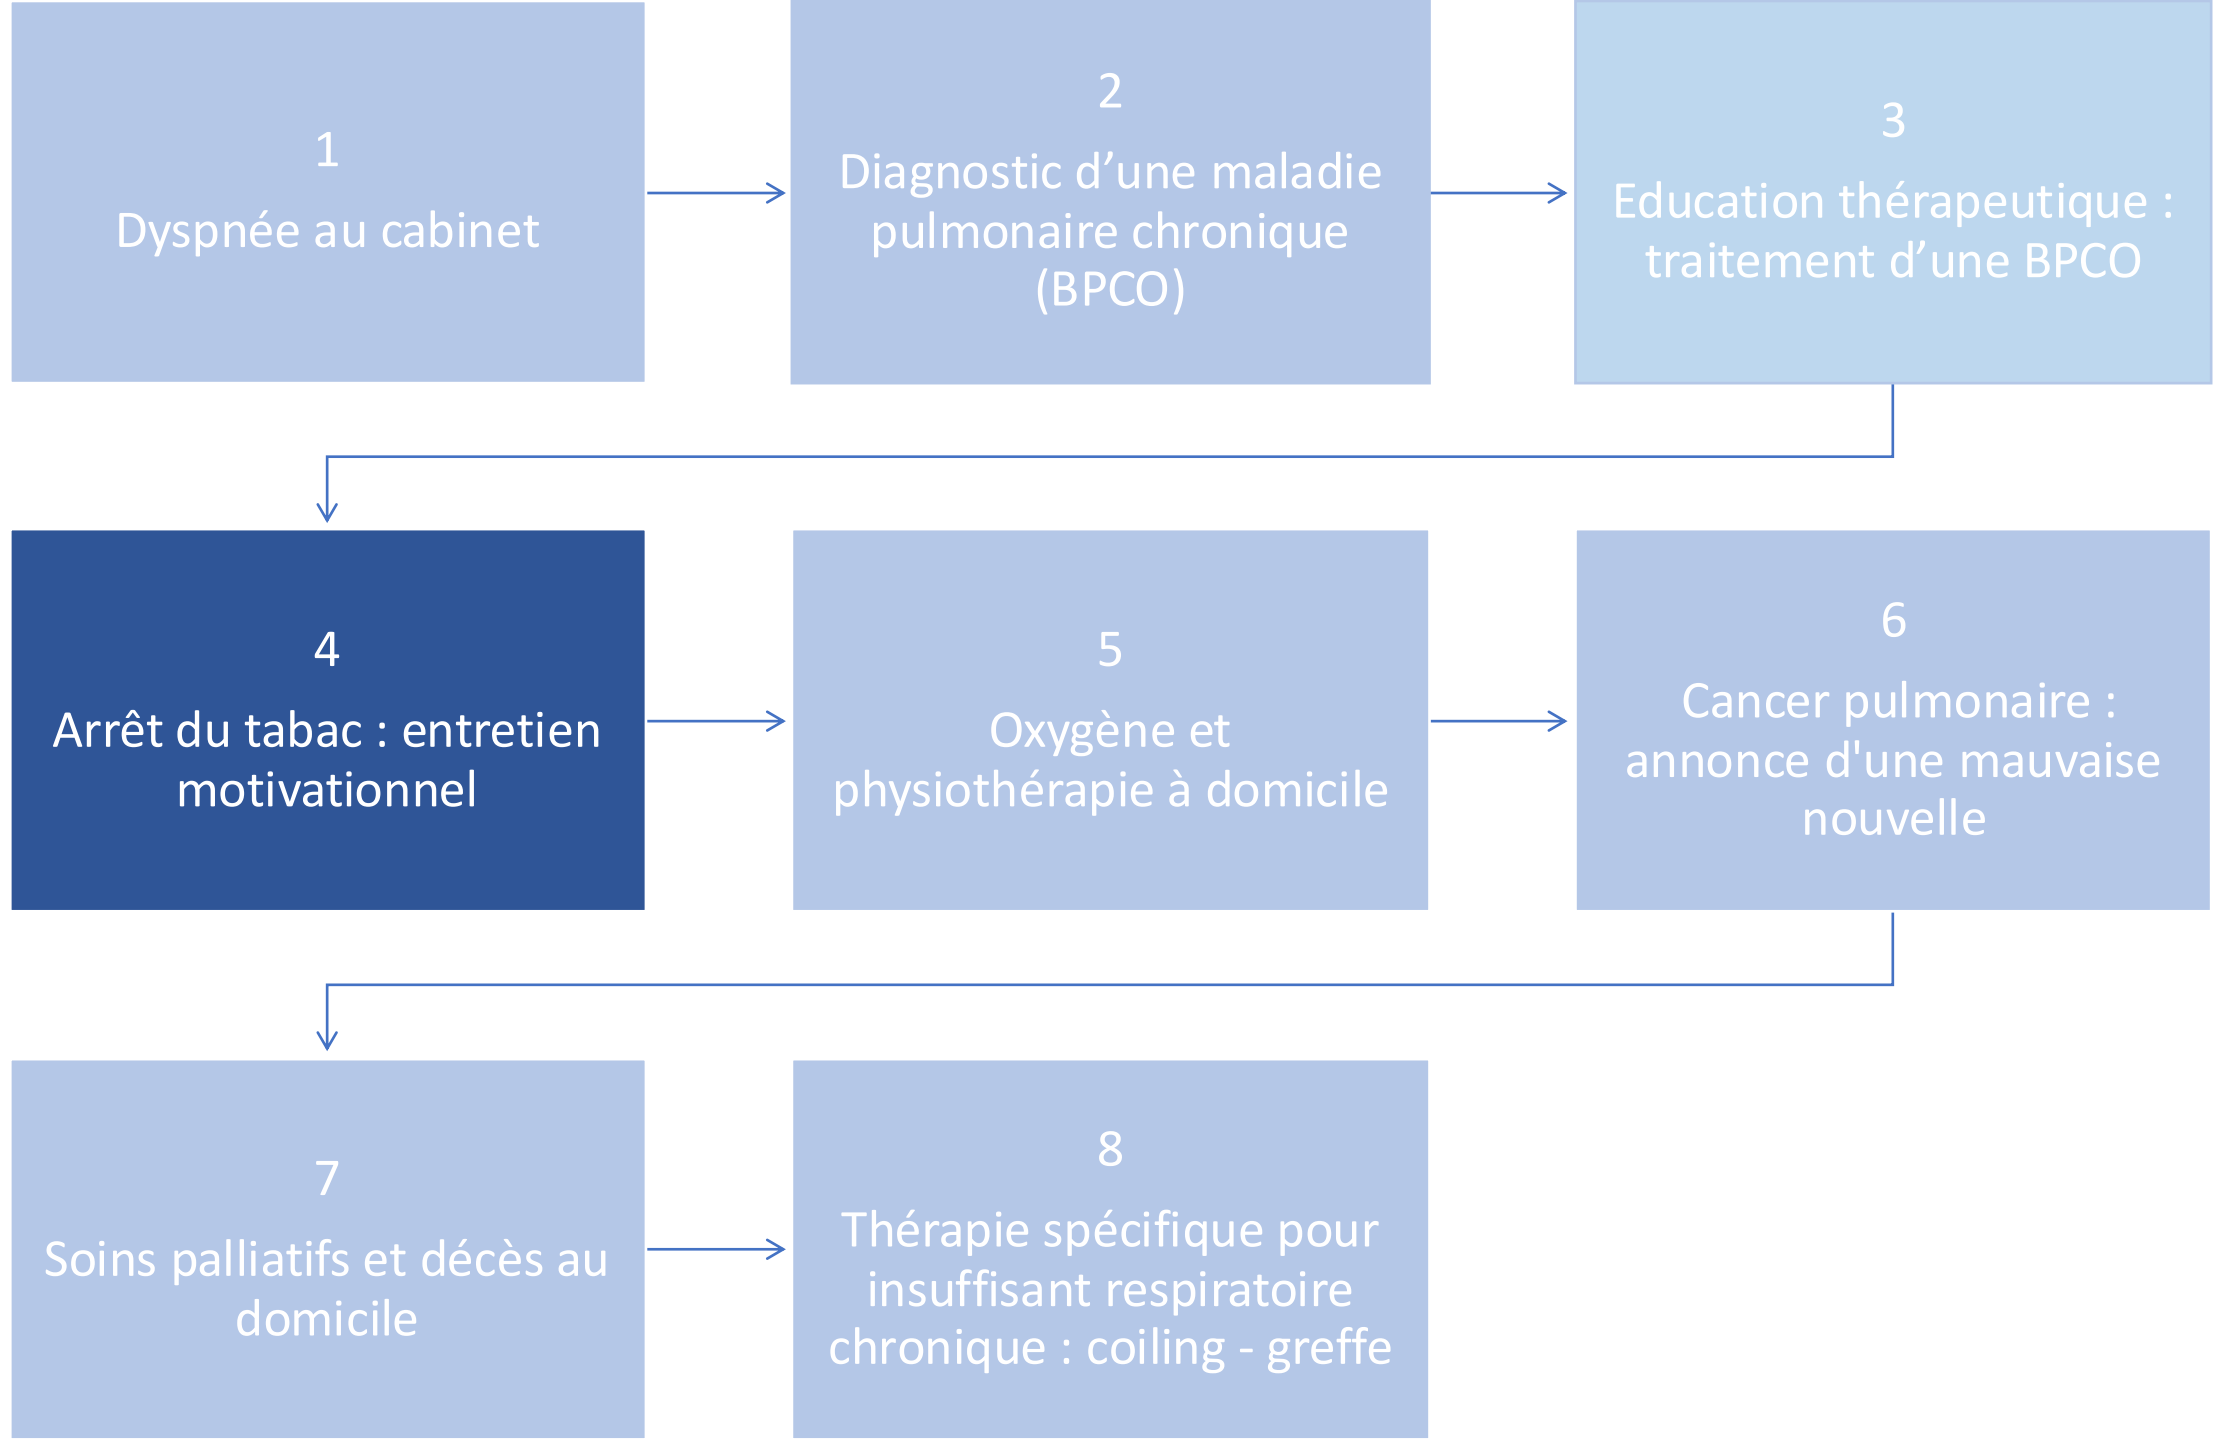 1
Dyspnée au cabinet
2
Diagnostic d’une maladie
pulmonaire chronique
(BPCO)
3
Education thérapeutique :
traitement d’une BPCO
4
Arrêt du tabac : entretien
motivationnel
5
Oxygène et
physiothérapie à domicile
6
Cancer pulmonaire :
annonce d'une mauvaise
nouvelle
7
Soins palliatifs et décès au
domicile
8
Thérapie spécifique pour
insuffisant respiratoire
chronique : coiling - greffe